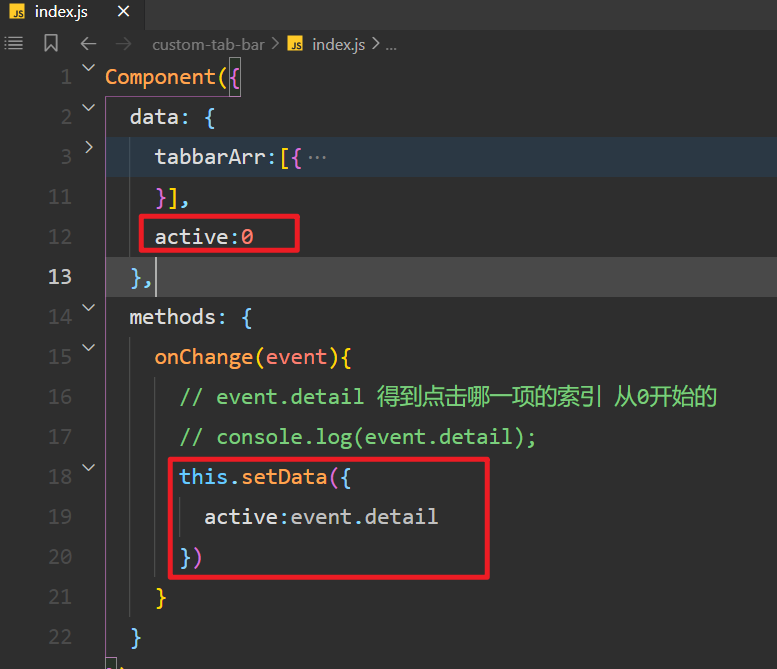 JS index.js ×
custom-tab-bar > JS index.js > ...
1 Component({
2 data: {
3 tabbarArr:[{ ···
11 }],
12 active:0
13 },
14 methods: {
15 onChange(event){
16 // event.detail 得到点击哪一项的索引 从0开始的
17 // console.log(event.detail);
18 this.setData({
19 active:event.detail
20 })
21 }
22 }